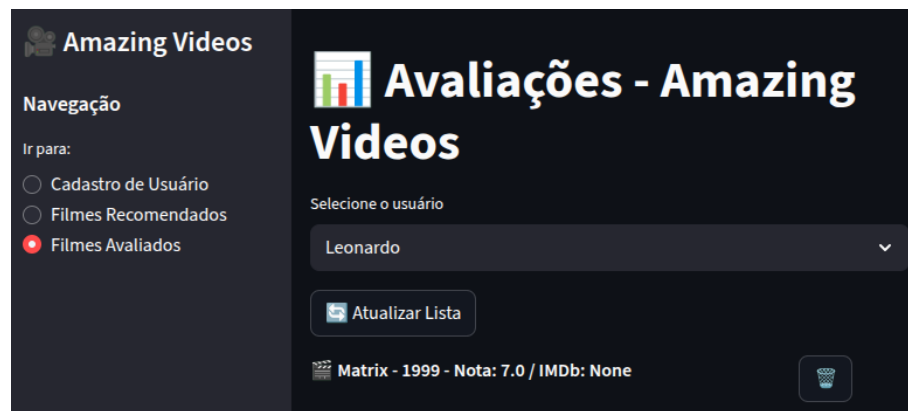 🎥 Amazing Videos
Navegação
Ir para:
Cadastro de Usuário
Filmes Recomendados
Filmes Avaliados
📊 Avaliações - Amazing
Videos
Selecione o usuário
Leonardo
🔄 Atualizar Lista
🎬 Matrix - 1999 - Nota: 7.0 / IMDb: None